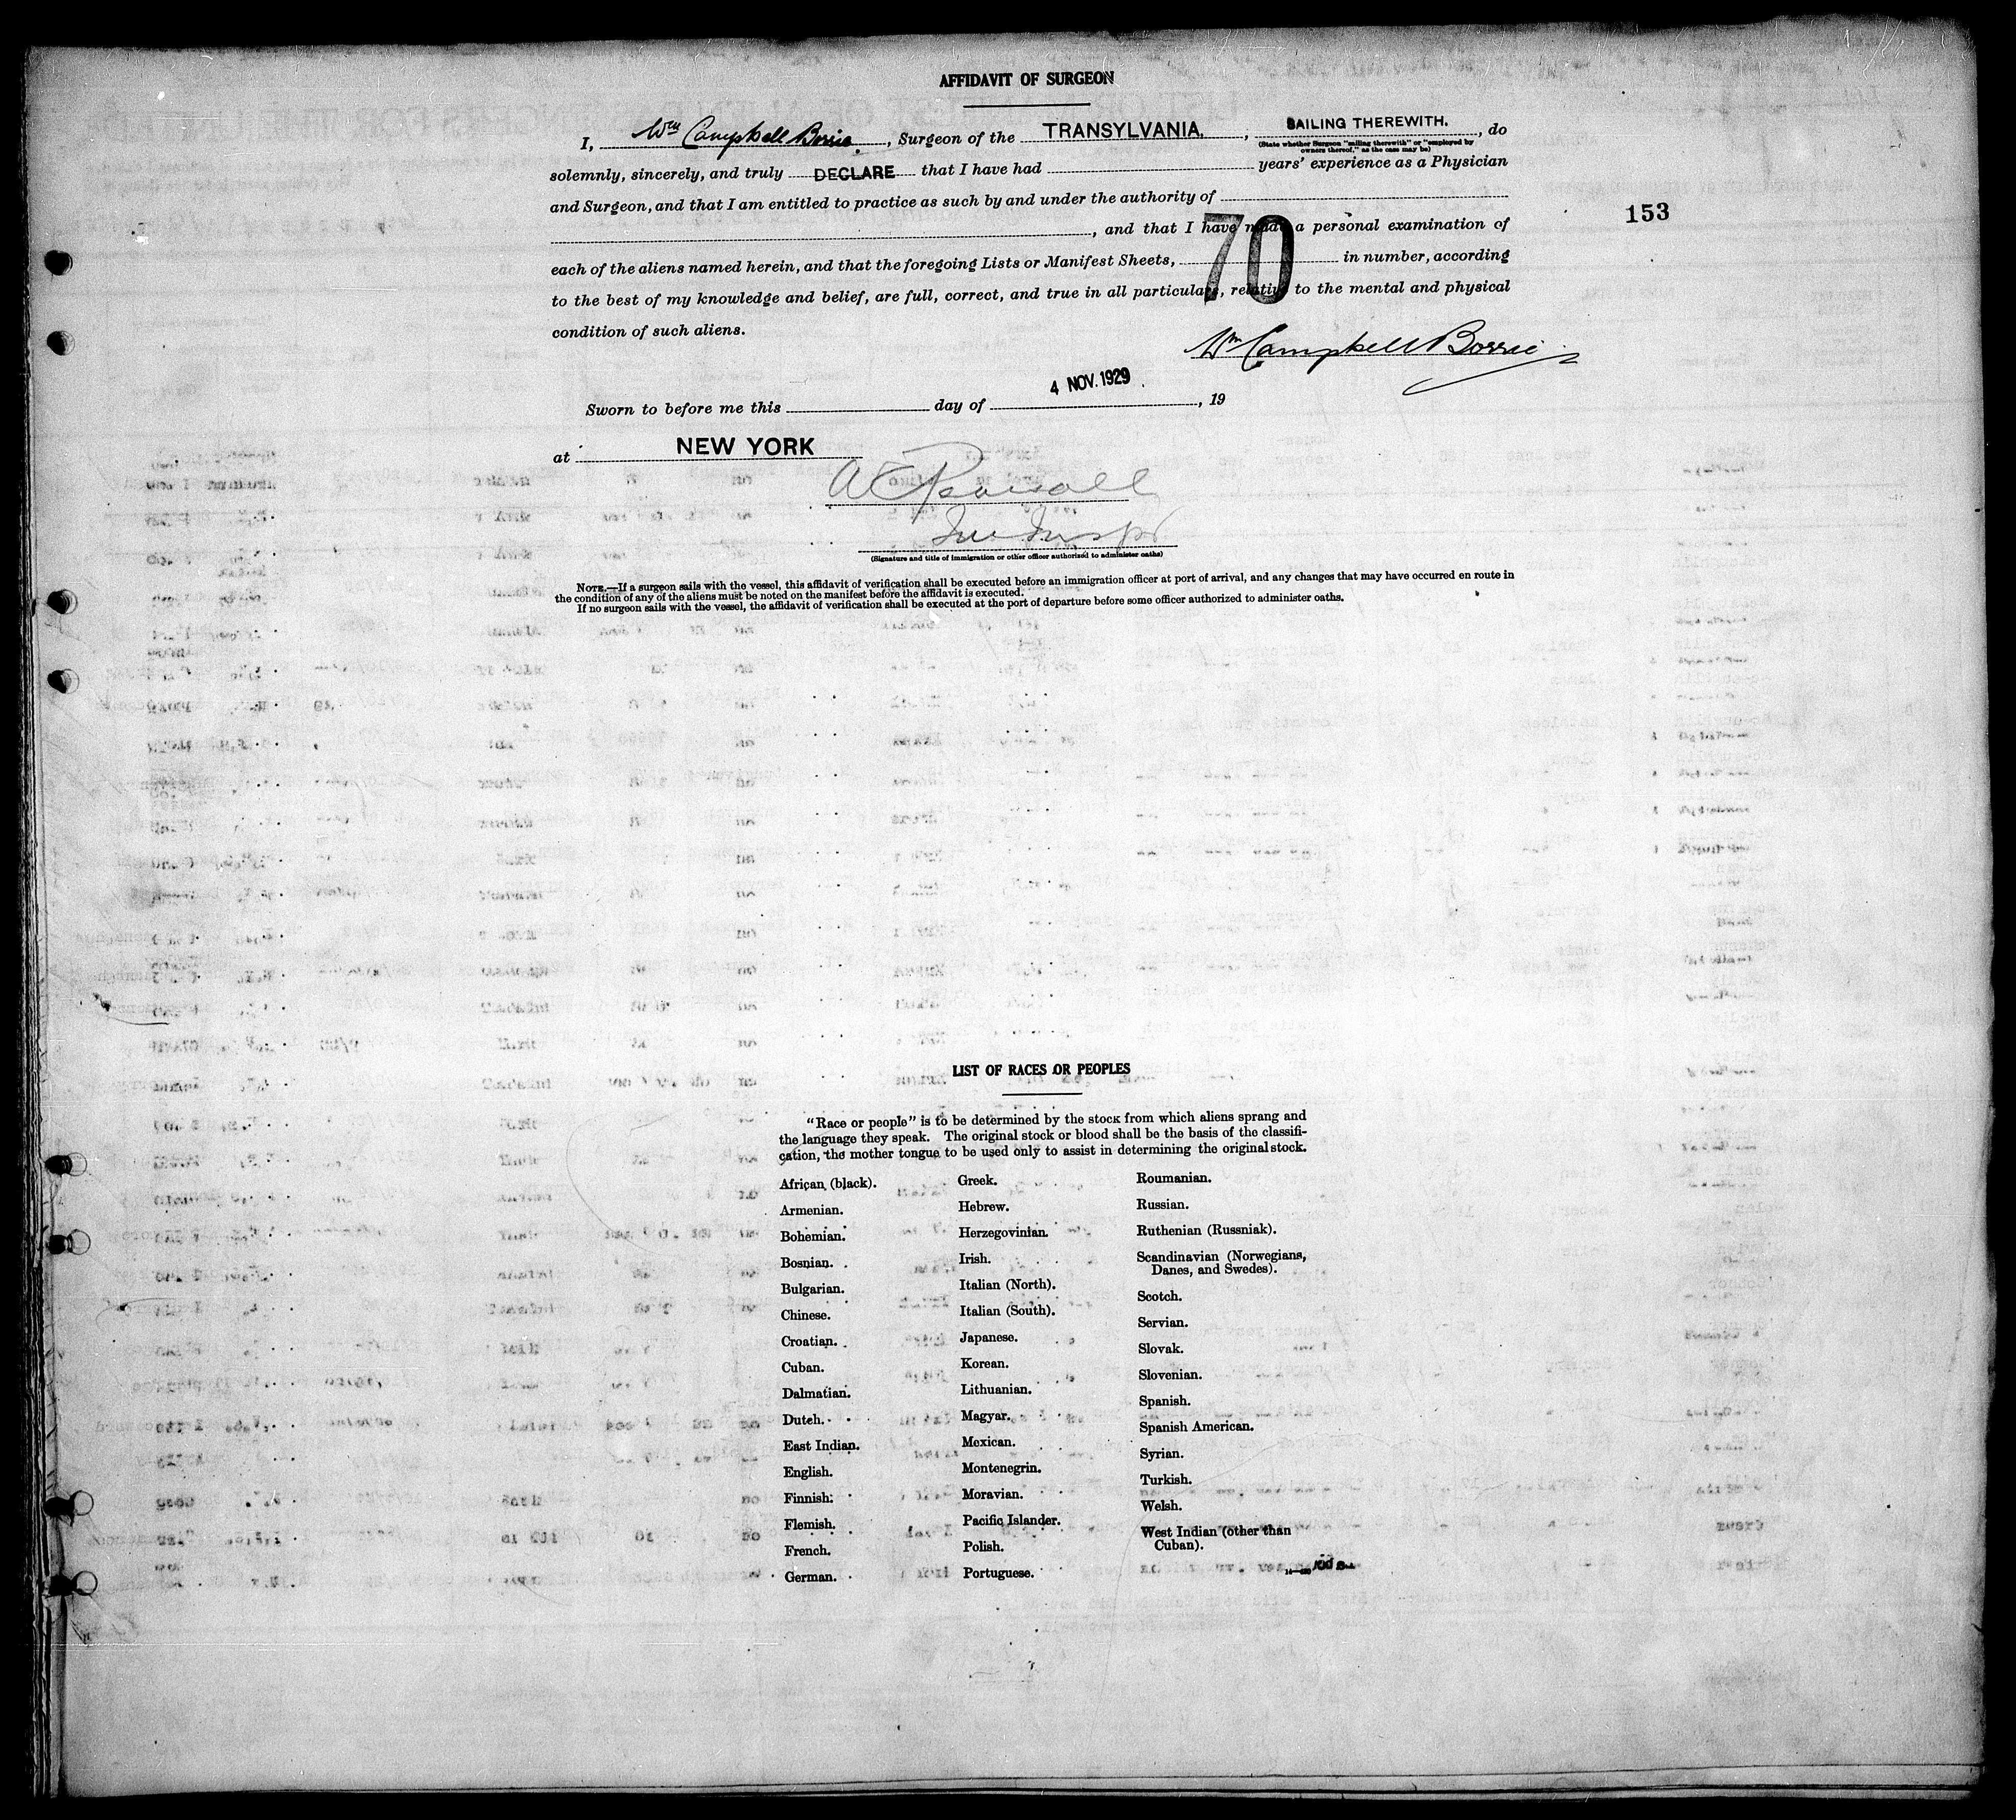 AFFIDAVIT OF SURGEON
I, Wm Campbell Borrie, Surgeon of the TRANSYLVANIA, SAILING THEREWITH, do
(State whether Surgeon "sailing therewith" or "employed by owners thereof," as the case may be)
solemnly, sincerely, and truly DECLARE that I have had years' experience as a Physician
and Surgeon, and that I am entitled to practice as such by and under the authority of
153
, and that I have made a personal examination of
each of the aliens named herein, and that the foregoing Lists or Manifest Sheets, 70 in number, according
to the best of my knowledge and belief, are full, correct, and true in all particulars, relative to the mental and physical
condition of such aliens.
Wm Campbell Borrie
4 NOV. 1929
Sworn to before me this day of , 19
at NEW YORK
(Signature and title of immigration or other officer authorized to administer oaths)
NOTE.—If a surgeon sails with the vessel, this affidavit of verification shall be executed before an immigration officer at port of arrival, and any changes that may have occurred en route in
the condition of any of the aliens must be noted on the manifest before the affidavit is executed.
If no surgeon sails with the vessel, the affidavit of verification shall be executed at the port of departure before some officer authorized to administer oaths.
LIST OF RACES OR PEOPLES
"Race or people" is to be determined by the stock from which aliens sprang and
the language they speak. The original stock or blood shall be the basis of the classifi-
cation, the mother tongue to be used only to assist in determining the original stock.
African (black).
Armenian.
Bohemian.
Bosnian.
Bulgarian.
Chinese.
Croatian.
Cuban.
Dalmatian.
Dutch.
East Indian.
English.
Finnish.
Flemish.
French.
German.
Greek.
Hebrew.
Herzegovinian.
Irish.
Italian (North).
Italian (South).
Japanese.
Korean.
Lithuanian.
Magyar.
Mexican.
Montenegrin.
Moravian.
Pacific Islander.
Polish.
Portuguese.
Roumanian.
Russian.
Ruthenian (Russniak).
Scandinavian (Norwegians,
Danes, and Swedes).
Scotch.
Servian.
Slovak.
Slovenian.
Spanish.
Spanish American.
Syrian.
Turkish.
Welsh.
West Indian (other than
Cuban).